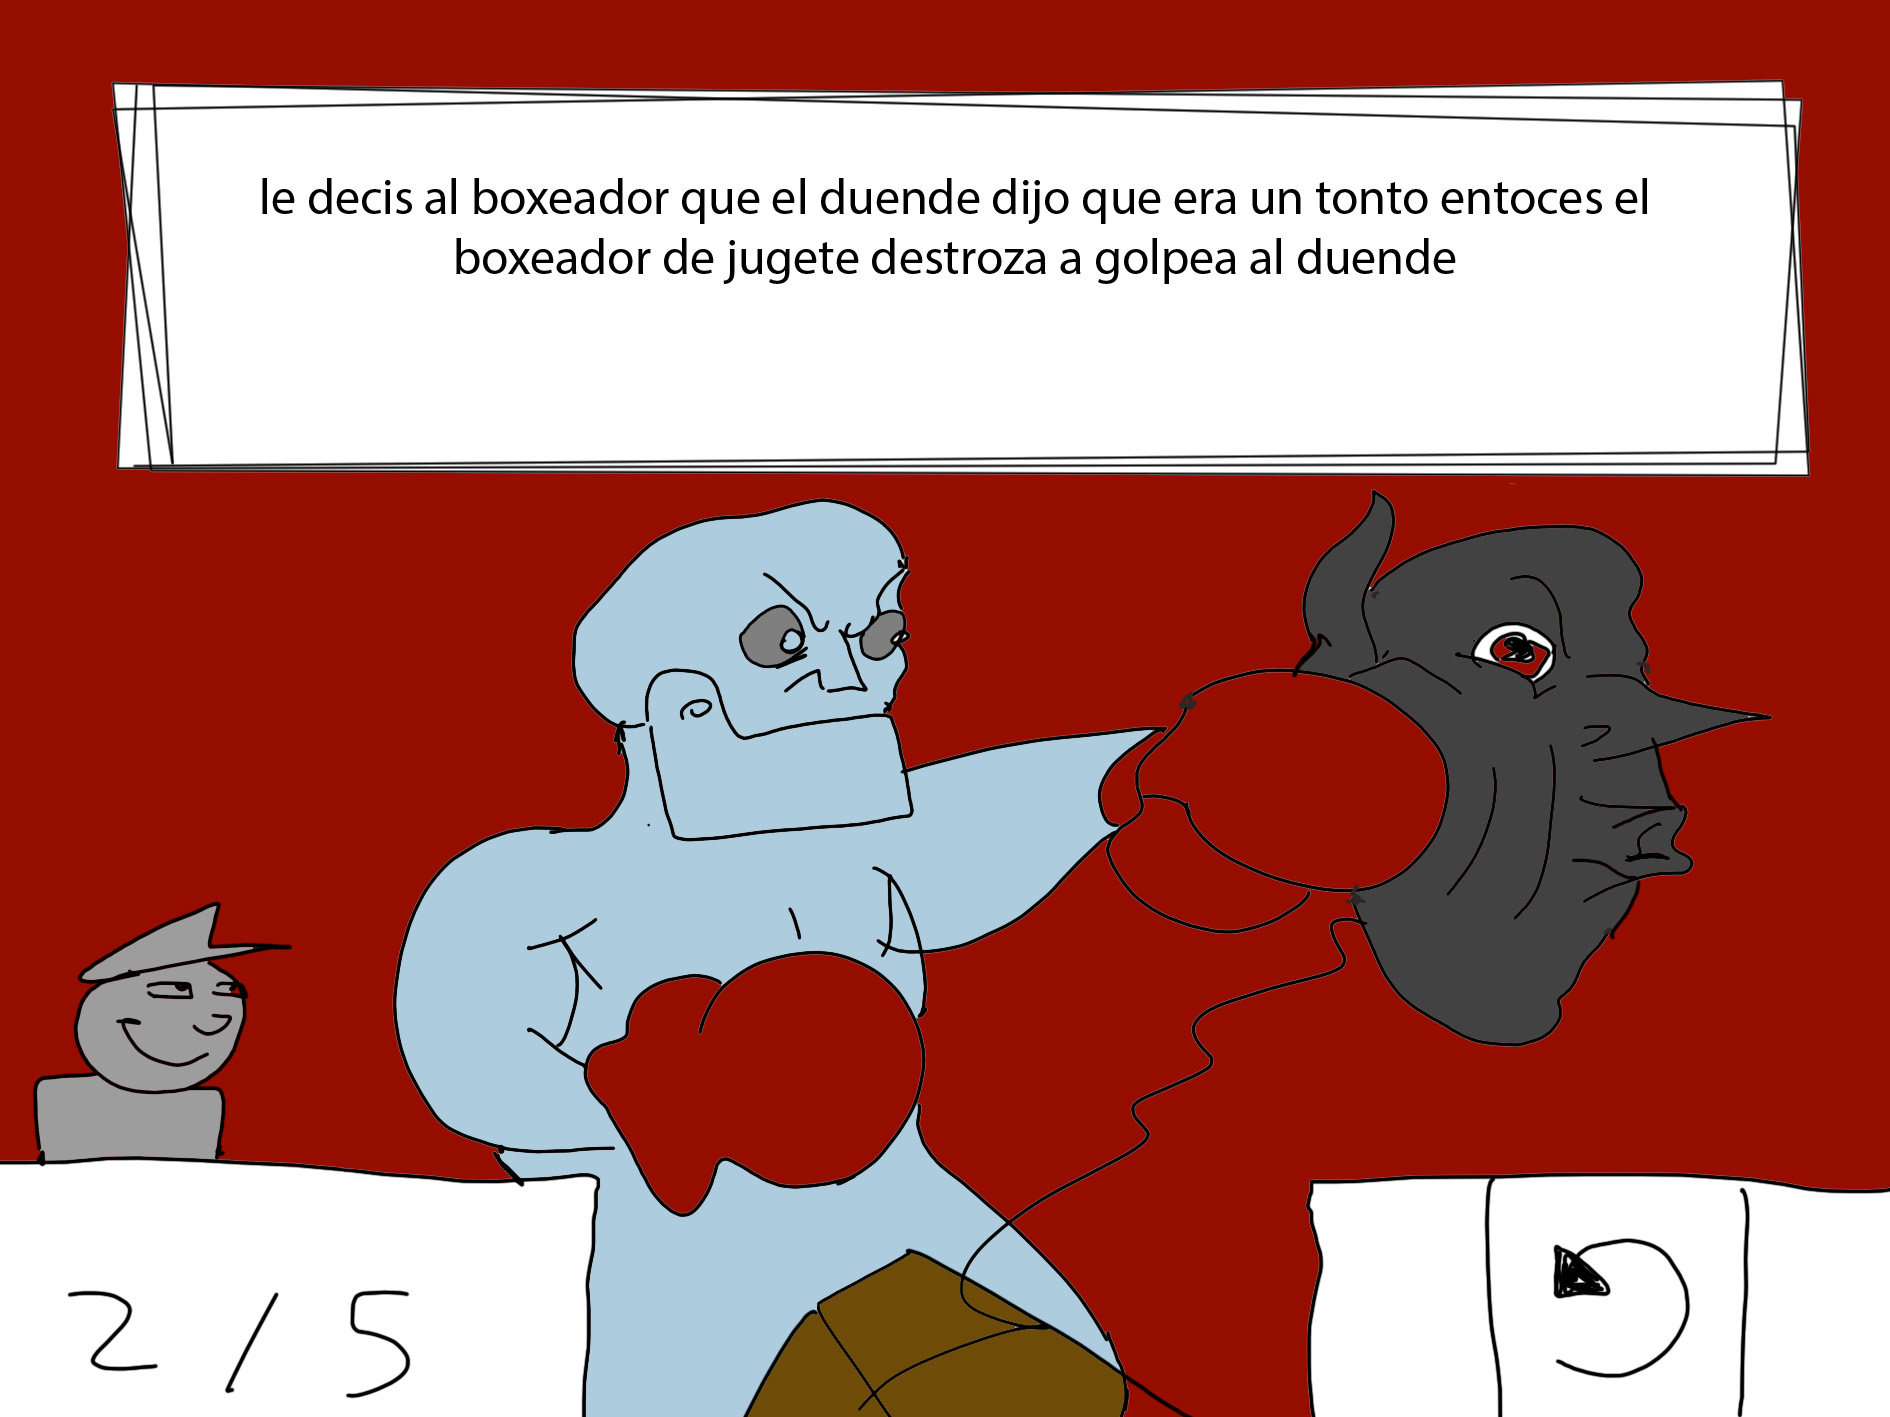 le decis al boxeador que el duende dijo que era un tonto entoces el
boxeador de jugete destroza a golpea al duende
2 / 5